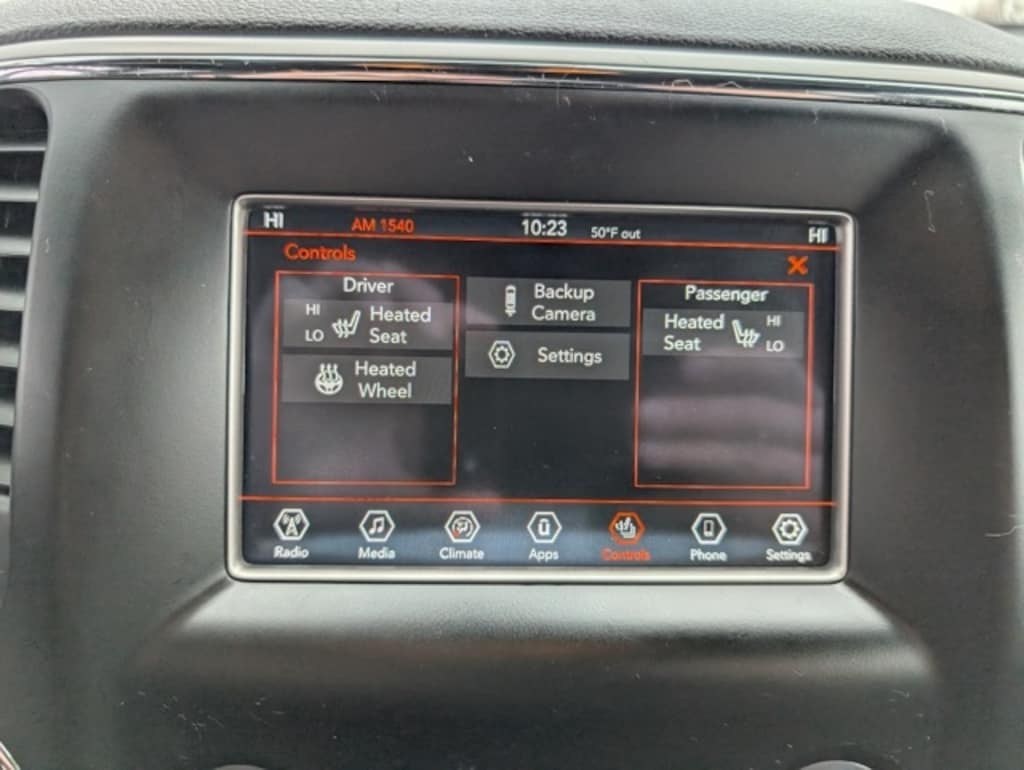 HI AM 1540 10:23 50°F out HI
Controls
Driver
HI
LO
Heated
Seat
Heated
Wheel
Backup
Camera
Settings
Passenger
Heated
Seat
HI
LO
Radio Media Climate Apps Controls Phone Settings